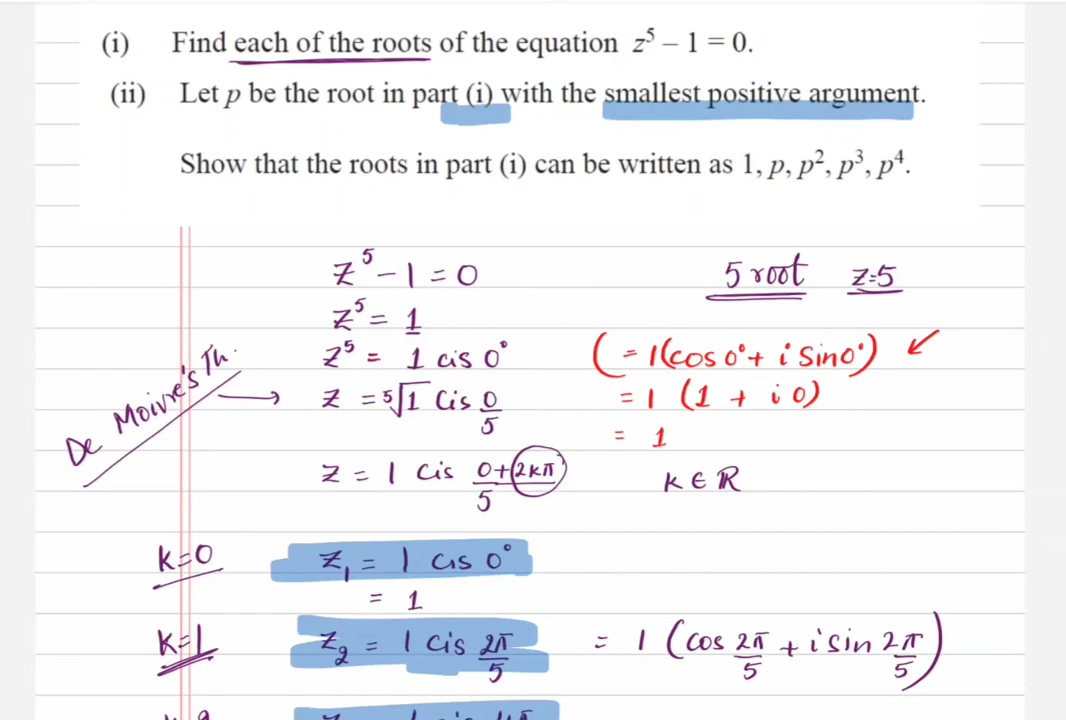 (i) Find each of the roots of the equation z⁵ – 1 = 0.
(ii) Let p be the root in part (i) with the smallest positive argument.
Show that the roots in part (i) can be written as 1, p, p², p³, p⁴.
z⁵ – 1 = 0
5 root z=5
z⁵ = 1
z⁵ = 1 cis 0°
( = 1(cos 0° + i sin 0°)
De Moivre's Th.
z = ⁵√1 cis 0/5
= 1 (1 + i 0)
= 1
z = 1 cis (0+2kπ)/5
k ∈ ℝ
k=0
z₁ = 1 cis 0°
= 1
k=1
z₂ = 1 cis 2π/5 = 1 (cos 2π/5 + i sin 2π/5)